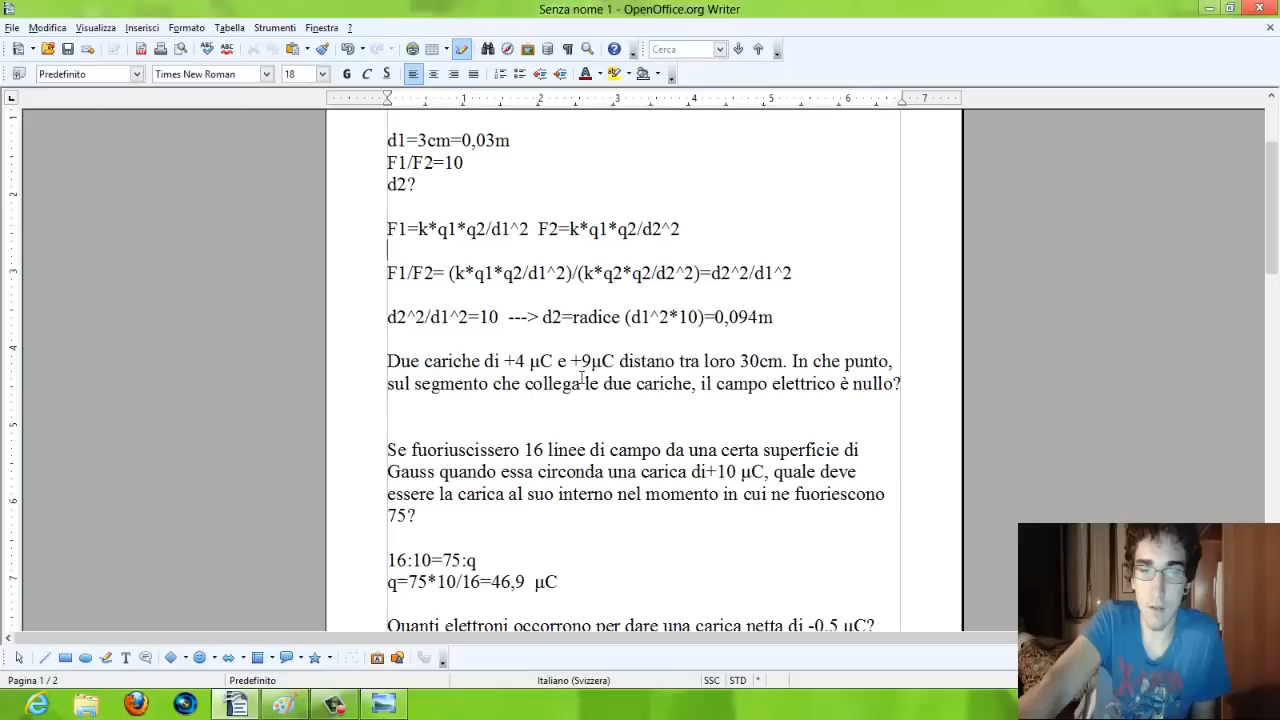 Senza nome 1 - OpenOffice.org Writer
File Modifica Visualizza Inserisci Formato Tabella Strumenti Finestra ?
Cerca
Predefinito Times New Roman 18 G C S
1 2 3 4 5 6 7
d1=3cm=0,03m
F1/F2=10
d2?
F1=k*q1*q2/d1^2 F2=k*q1*q2/d2^2
F1/F2= (k*q1*q2/d1^2)/(k*q2*q2/d2^2)=d2^2/d1^2
d2^2/d1^2=10 ---> d2=radice (d1^2*10)=0,094m
Due cariche di +4 μC e +9μC distano tra loro 30cm. In che punto,
sul segmento che collega le due cariche, il campo elettrico è nullo?
Se fuoriuscissero 16 linee di campo da una certa superficie di
Gauss quando essa circonda una carica di+10 μC, quale deve
essere la carica al suo interno nel momento in cui ne fuoriescono
75?
16:10=75:q
q=75*10/16=46,9 μC
Quanti elettroni occorrono per dare una carica netta di -0.5 μC?
Pagina 1 / 2 Predefinito Italiano (Svizzera) SSC STD *